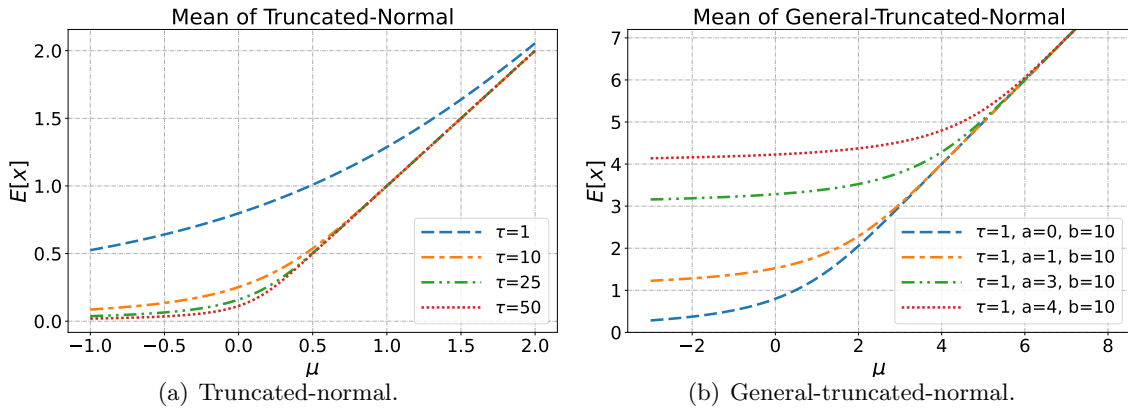 Mean of Truncated-Normal
E[x]
2.0
1.5
1.0
0.5
0.0
−1.0 −0.5 0.0 0.5 1.0 1.5 2.0
μ
τ=1
τ=10
τ=25
τ=50
(a) Truncated-normal.
Mean of General-Truncated-Normal
E[x]
7
6
5
4
3
2
1
0
−2 0 2 4 6 8
μ
τ=1, a=0, b=10
τ=1, a=1, b=10
τ=1, a=3, b=10
τ=1, a=4, b=10
(b) General-truncated-normal.